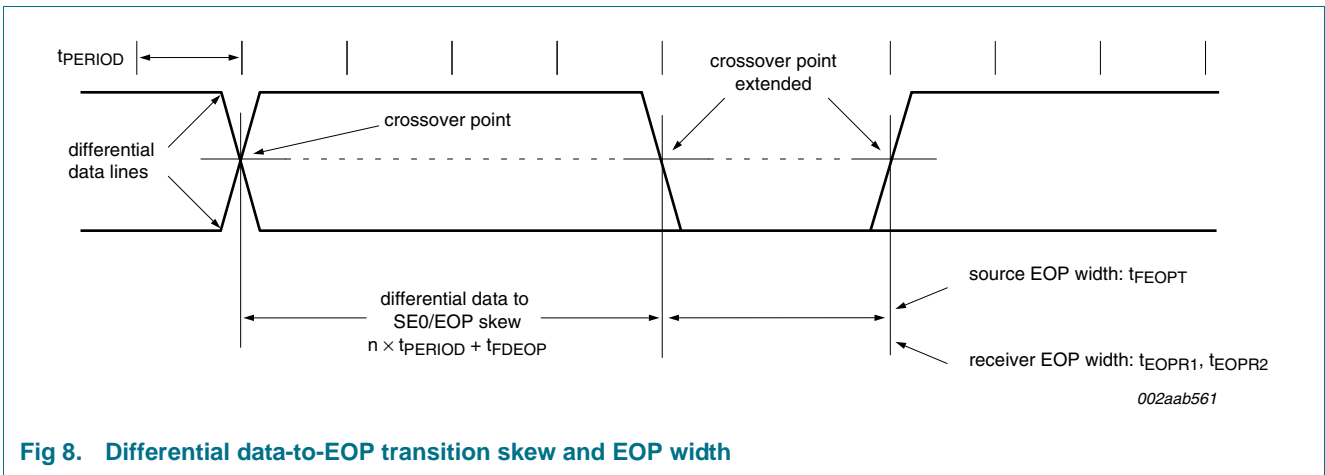 tPERIOD
crossover point
extended
crossover point
differential
data lines
source EOP width: tFEOPT
differential data to
SE0/EOP skew
n × tPERIOD + tFDEOP
receiver EOP width: tEOPR1, tEOPR2
002aab561
Fig 8. Differential data-to-EOP transition skew and EOP width